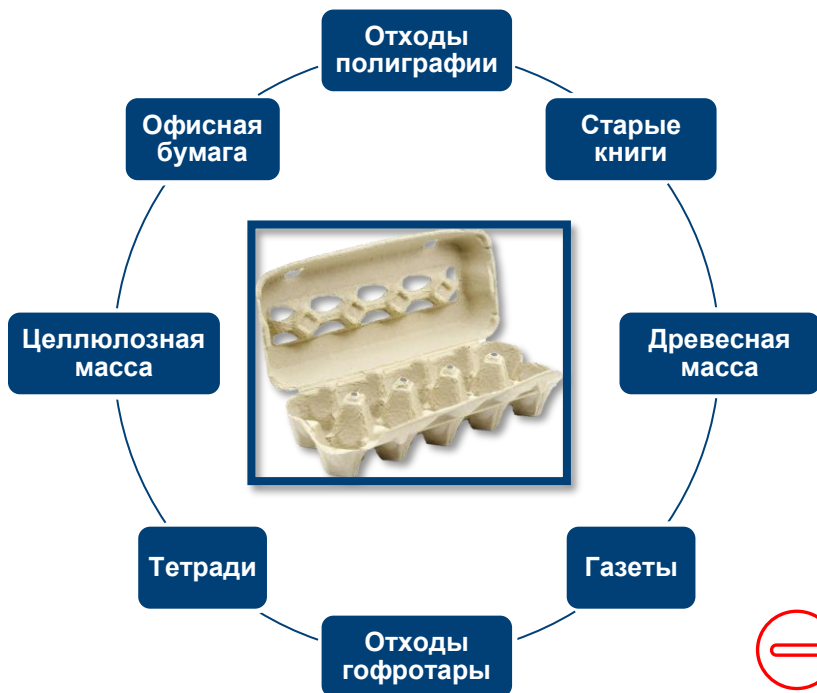 Отходы
полиграфии
Офисная
бумага
Старые
книги
Целлюлозная
масса
Древесная
масса
Тетради
Газеты
Отходы
гофротары